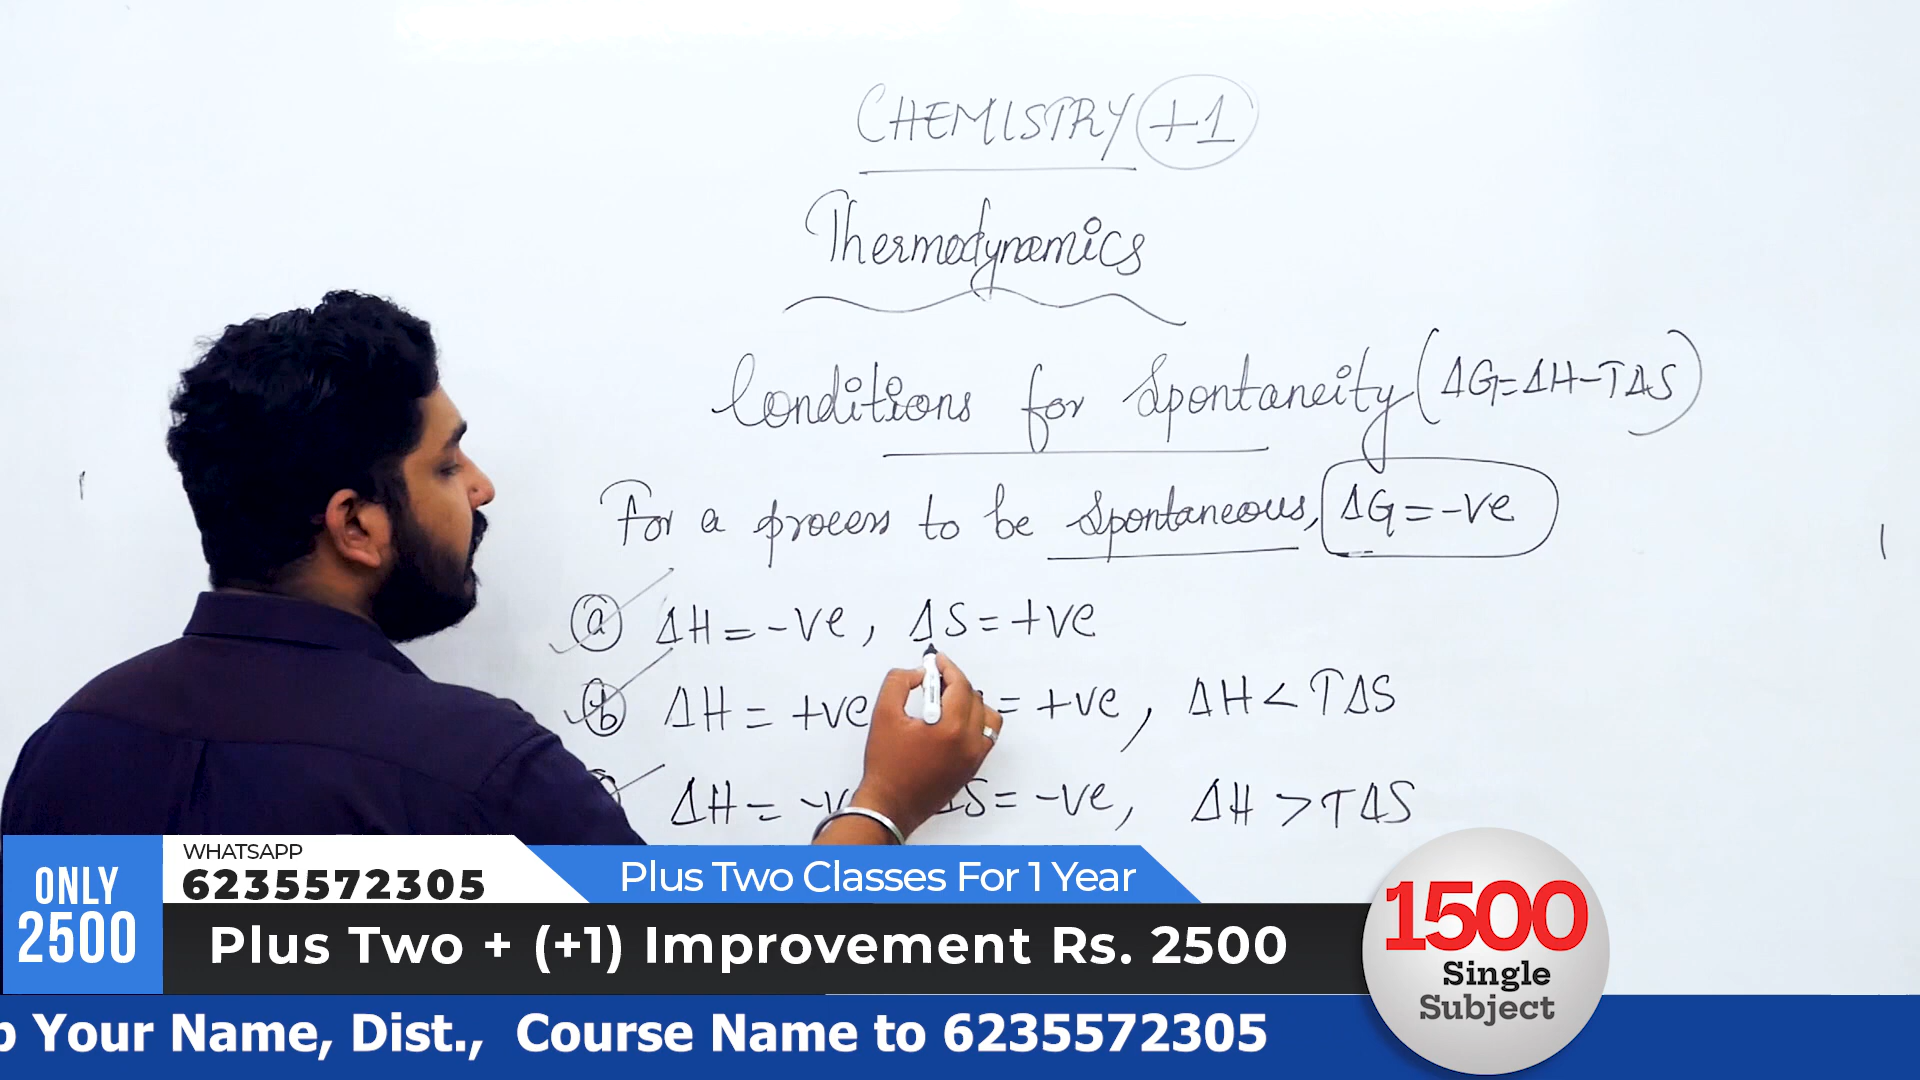 CHEMISTRY +1
Thermodynamics
Conditions for Spontaneity (ΔG=ΔH-TΔS)
For a process to be Spontaneous, ΔG=-ve
(a) ΔH=-ve, ΔS=+ve
(b) ΔH=+ve = +ve, ΔH<TΔS
ΔH= -v ΔS= -ve, ΔH >TΔS
ONLY
2500
WHATSAPP
6235572305
Plus Two Classes For 1 Year
Plus Two + (+1) Improvement Rs. 2500
1500
Single
Subject
Your Name, Dist., Course Name to 6235572305